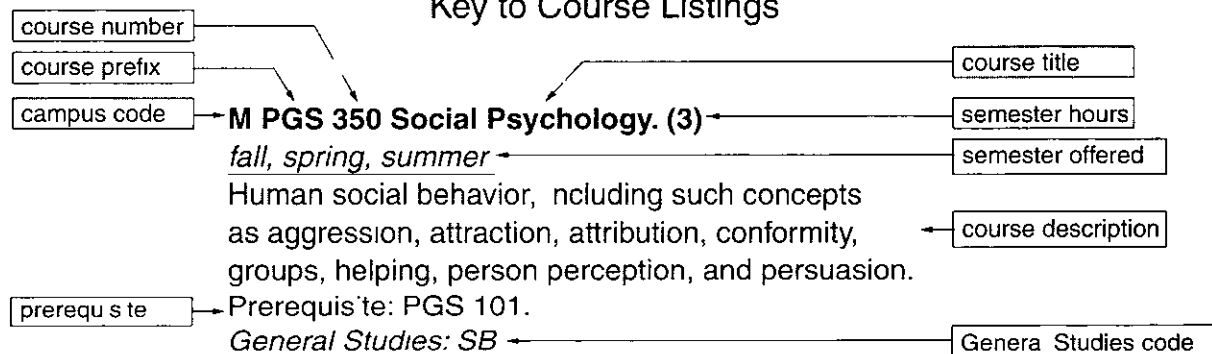 Key to Course Listings
course number
course prefix
course title
campus code
M PGS 350 Social Psychology. (3)
semester hours
fall, spring, summer
semester offered
Human social behavior, ncluding such concepts
as aggression, attraction, attribution, conformity,
course description
groups, helping, person perception, and persuasion.
prerequ s te
Prerequis te: PGS 101.
General Studies: SB
Genera Studies code